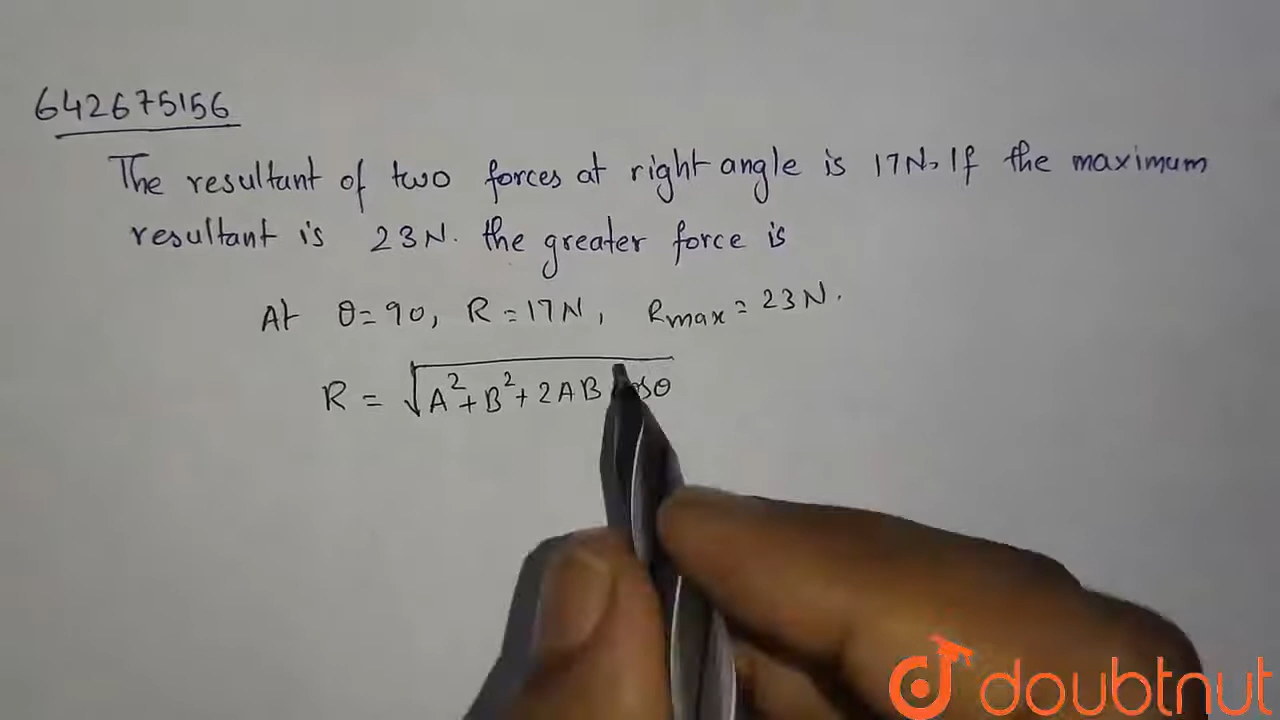 642675156
The resultant of two forces at right angle is 17N. If the maximum
resultant is 23N. the greater force is
At θ=90, R=17N, Rmax = 23N.
R = √A²+B²+2AB cosθ
doubtnut